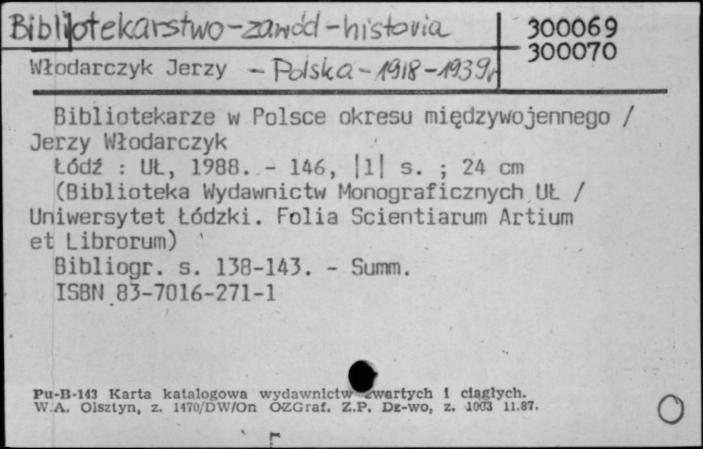 Bibliotekarstwo-zawód-historia 300069
300070
Włodarczyk Jerzy - Polska-1918-1939r
Bibliotekarze w Polsce okresu międzywojennego /
Jerzy Włodarczyk
Łódź : UŁ, 1988. - 146, |1| s. ; 24 cm
(Biblioteka Wydawnictw Monograficznych UŁ /
Uniwersytet Łódzki. Folia Scientiarum Artium
et Librorum)
Bibliogr. s. 138-143. - Summ.
ISBN 83-7016-271-1
Pu-B-143 Karta katalogowa wydawnictw zwartych i ciągłych.
W.A. Olsztyn, z. 1470/DW/On OZGraf. Z.P. Dz-wo, z. 1003 11.87.